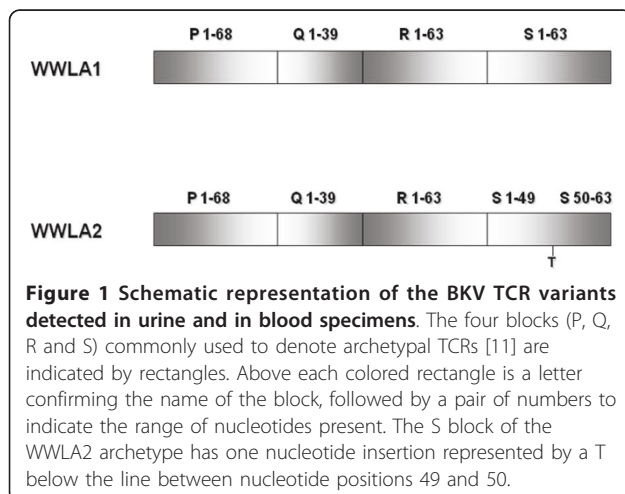 P 1-68 Q 1-39 R 1-63 S 1-63
WWLA1
P 1-68 Q 1-39 R 1-63 S 1-49 S 50-63
WWLA2
T
Figure 1 Schematic representation of the BKV TCR variants
detected in urine and in blood specimens. The four blocks (P, Q,
R and S) commonly used to denote archetypal TCRs [11] are
indicated by rectangles. Above each colored rectangle is a letter
confirming the name of the block, followed by a pair of numbers to
indicate the range of nucleotides present. The S block of the
WWLA2 archetype has one nucleotide insertion represented by a T
below the line between nucleotide positions 49 and 50.